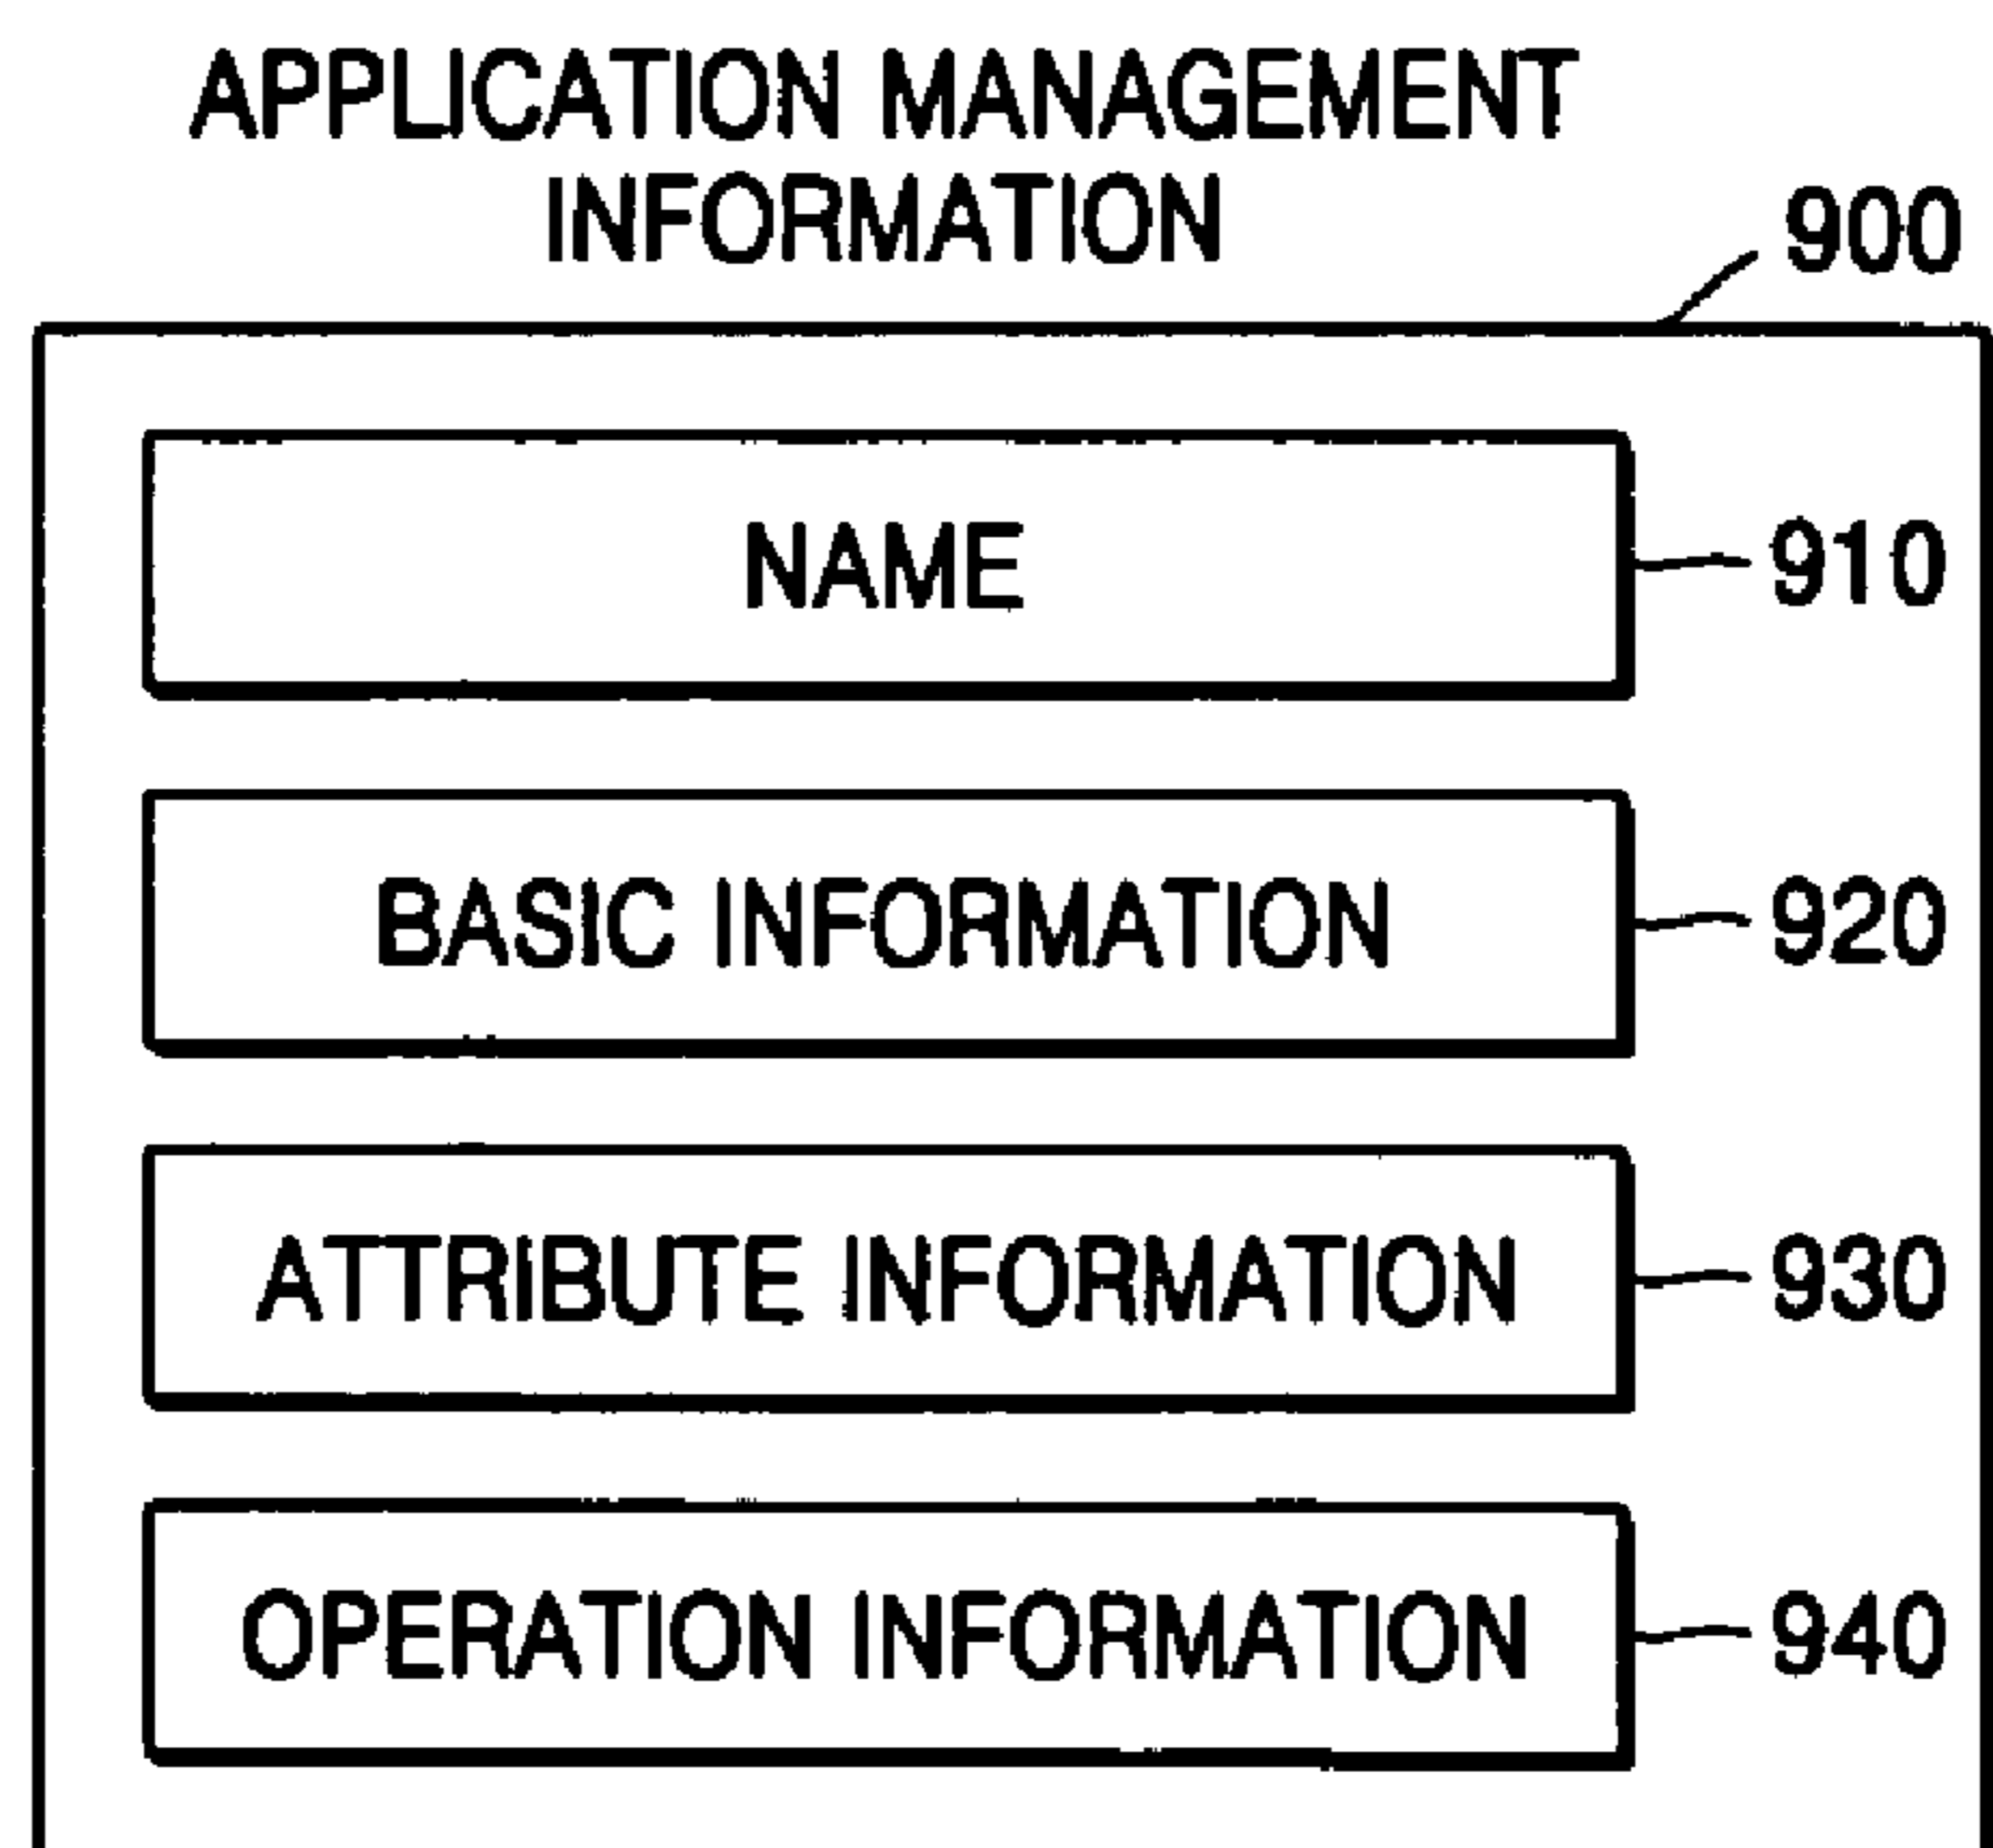 APPLICATION MANAGEMENT
INFORMATION
900
NAME
910
BASIC INFORMATION
920
ATTRIBUTE INFORMATION
930
OPERATION INFORMATION
940